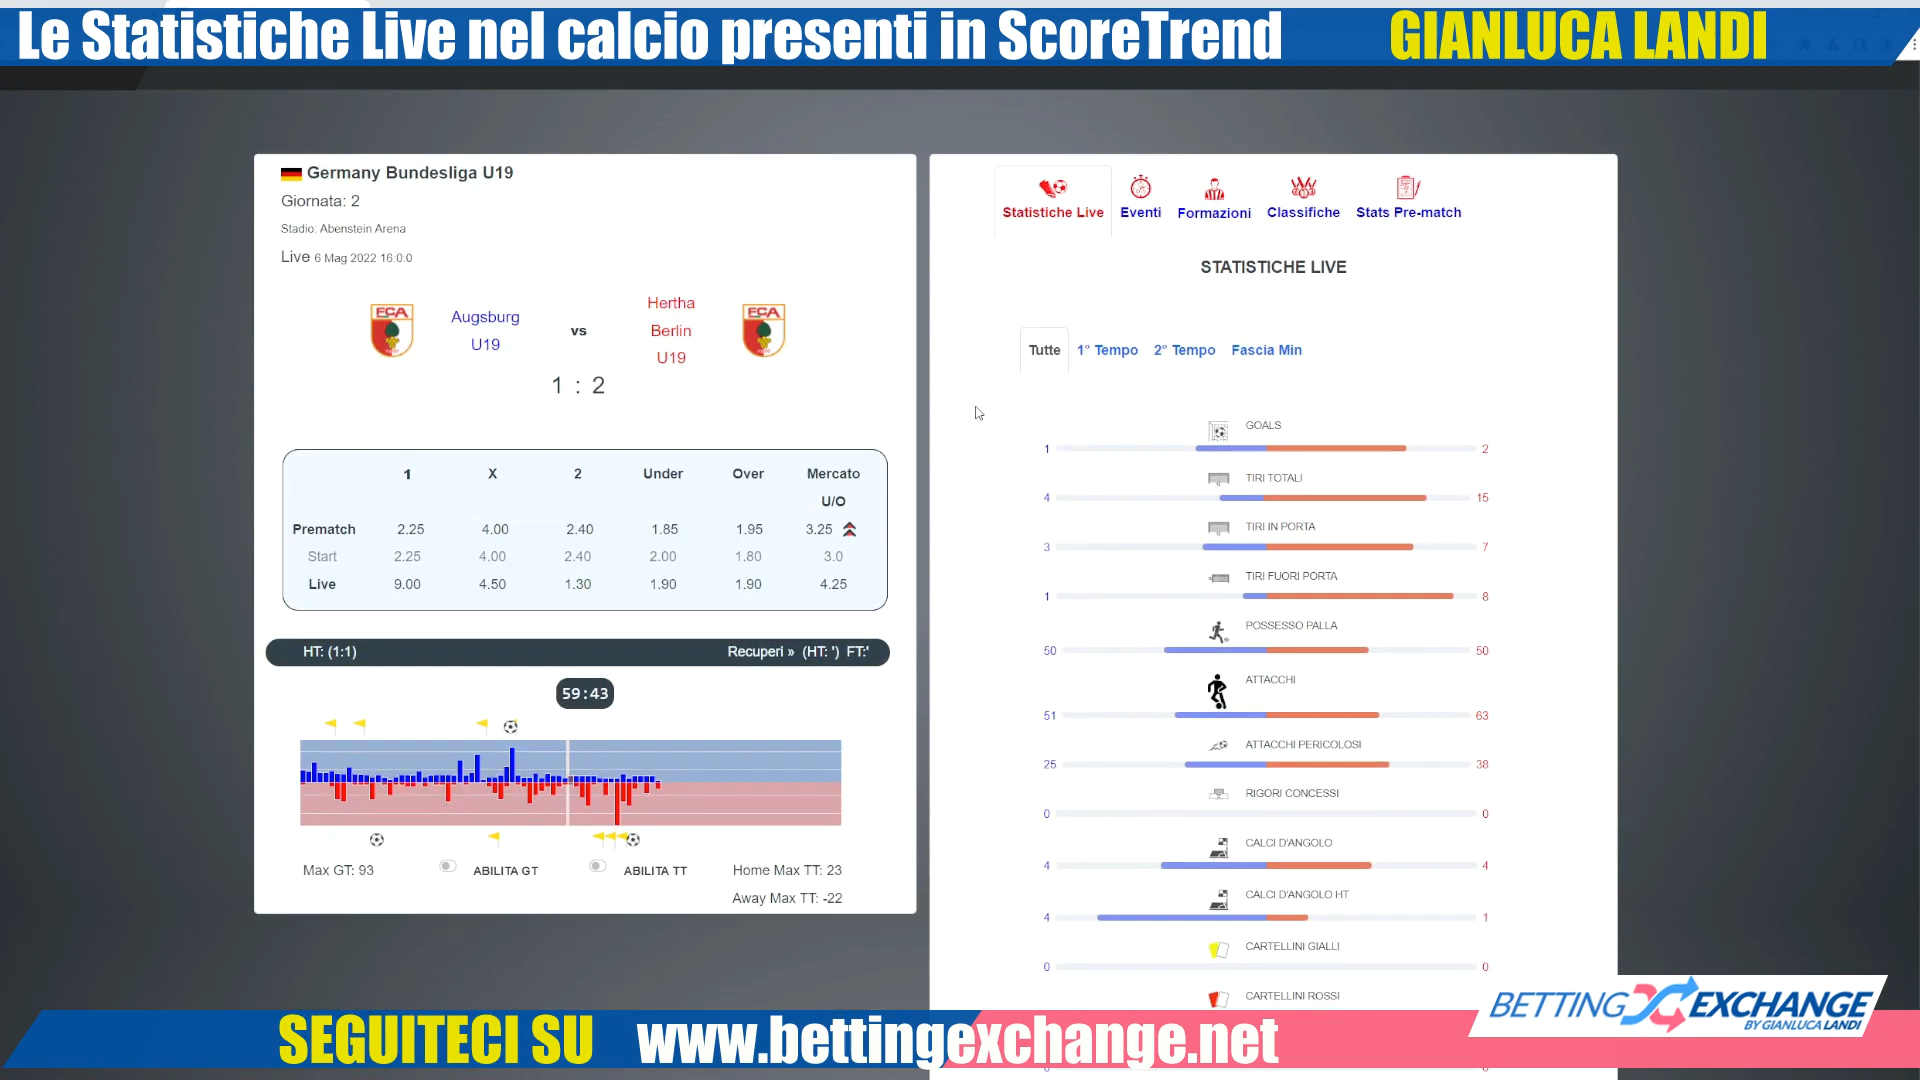 Le Statistiche Live nel calcio presenti in ScoreTrend
GIANLUCA LANDI
Germany Bundesliga U19
Giornata: 2
Stadio: Abenstein Arena
Live 6 Mag 2022 16:0:0
Augsburg
U19
vs
Hertha
Berlin
U19
1 : 2
1 X 2 Under Over Mercato
U/O
Prematch 2.25 4.00 2.40 1.85 1.95 3.25
Start 2.25 4.00 2.40 2.00 1.80 3.0
Live 9.00 4.50 1.30 1.90 1.90 4.25
HT: (1:1) Recuperi » (HT: ') FT:'
59:43
Max GT: 93 ABILITA GT ABILITA TT Home Max TT: 23
Away Max TT: -22
Statistiche Live Eventi Formazioni Classifiche Stats Pre-match
STATISTICHE LIVE
Tutte 1° Tempo 2° Tempo Fascia Min
GOALS
1 2
TIRI TOTALI
4 15
TIRI IN PORTA
3 7
TIRI FUORI PORTA
1 8
POSSESSO PALLA
50 50
ATTACCHI
51 63
ATTACCHI PERICOLOSI
25 38
RIGORI CONCESSI
0 0
CALCI D'ANGOLO
4 4
CALCI D'ANGOLO HT
4 1
CARTELLINI GIALLI
0 0
CARTELLINI ROSSI
BETTING EXCHANGE
BY GIANLUCA LANDI
SEGUITECI SU www.bettingexchange.net